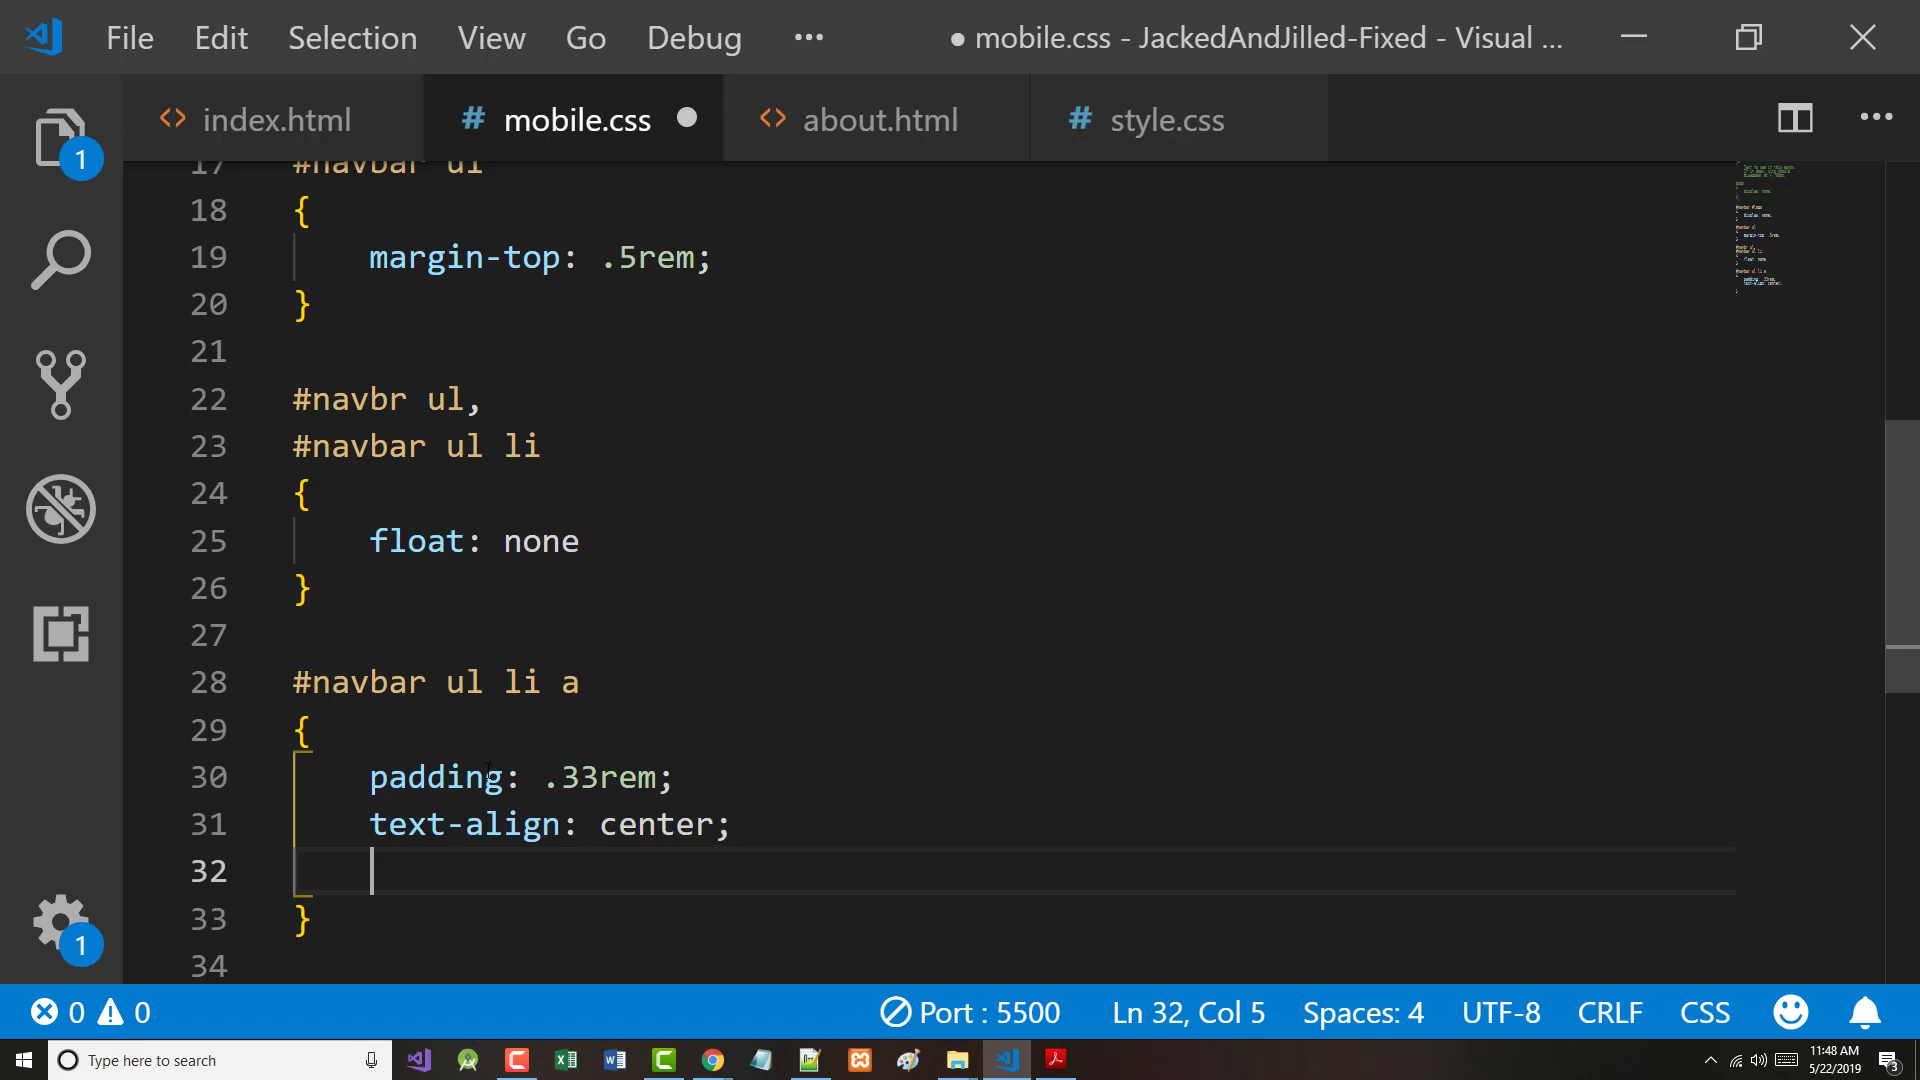 File Edit Selection View Go Debug ••• ● mobile.css - JackedAndJilled-Fixed - Visual ...
index.html # mobile.css ● about.html # style.css •••
17 #navbar ul
18 {
19 margin-top: .5rem;
20 }
21
22 #navbr ul,
23 #navbar ul li
24 {
25 float: none
26 }
27
28 #navbar ul li a
29 {
30 padding: .33rem;
31 text-align: center;
32
33 }
34
1
1
0 0 Port : 5500 Ln 32, Col 5 Spaces: 4 UTF-8 CRLF CSS
Type here to search 11:48 AM
5/22/2019 3